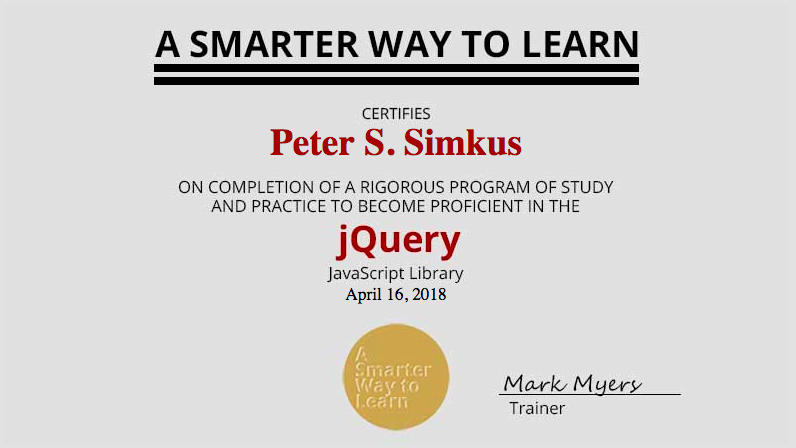 A SMARTER WAY TO LEARN
CERTIFIES
Peter S. Simkus
ON COMPLETION OF A RIGOROUS PROGRAM OF STUDY
AND PRACTICE TO BECOME PROFICIENT IN THE
jQuery
JavaScript Library
April 16, 2018
A
Smarter
Way to
Learn
Mark Myers
Trainer